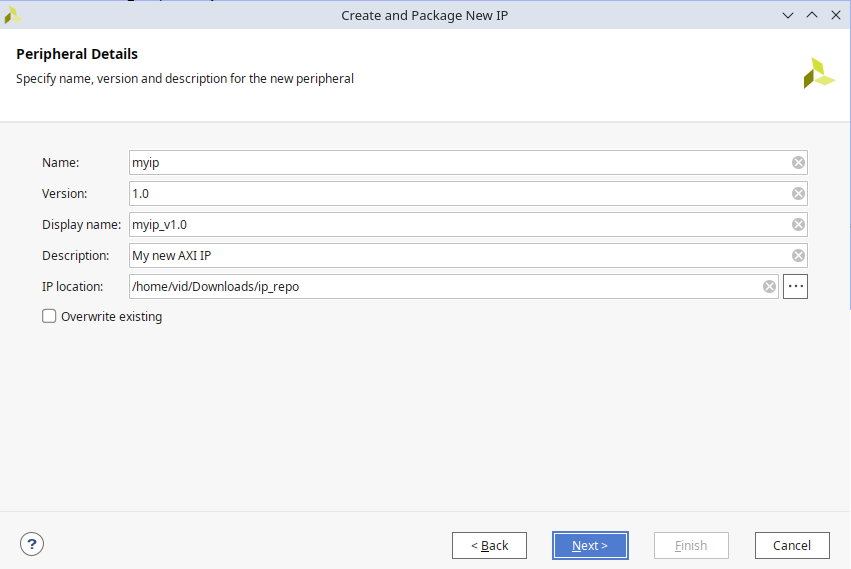 Create and Package New IP
Peripheral Details
Specify name, version and description for the new peripheral
Name: myip
Version: 1.0
Display name: myip_v1.0
Description: My new AXI IP
IP location: /home/vid/Downloads/ip_repo
Overwrite existing
? < Back Next > Finish Cancel